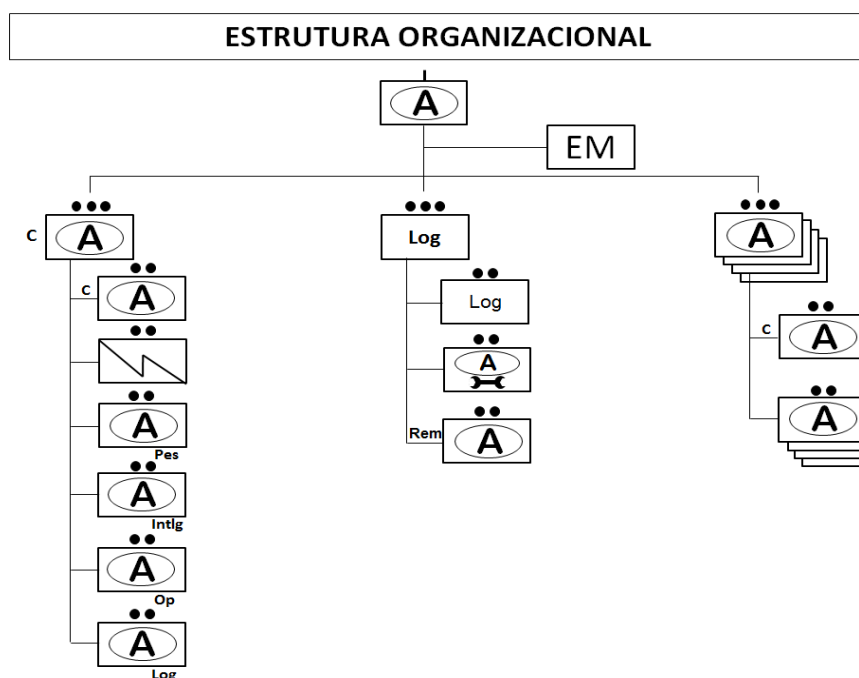 ESTRUTURA ORGANIZACIONAL
A
EM
C A
Log
A
C A
Log
C A
A
A
A
Pes
Rem A
A
Intlg
A
Op
A
Log